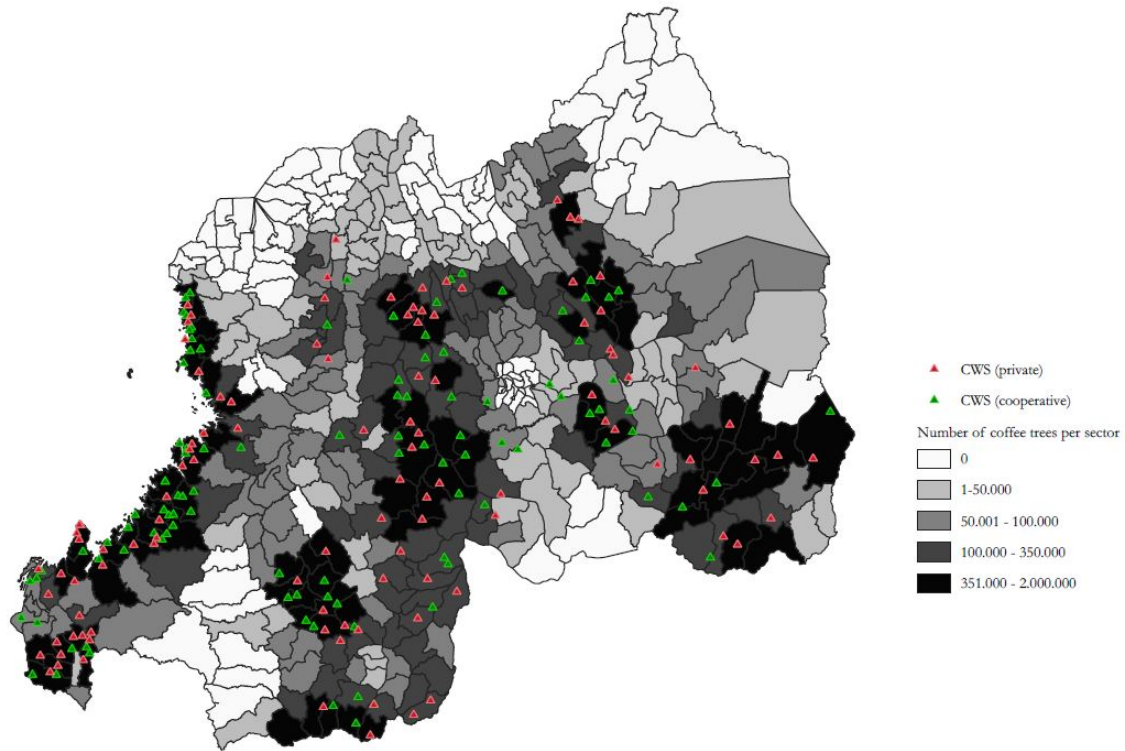 CWS (private)
CWS (cooperative)
Number of coffee trees per sector
0
1-50.000
50.001 - 100.000
100.000 - 350.000
351.000 - 2.000.000